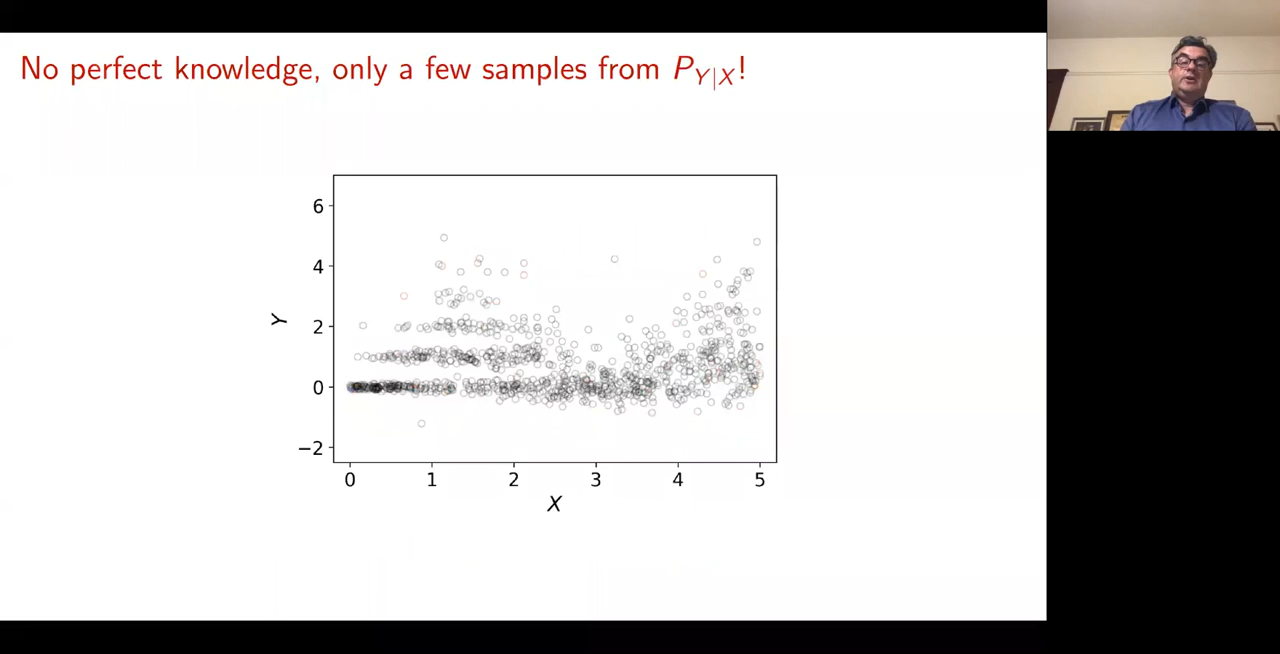 No perfect knowledge, only a few samples from P_{Y|X}!
6
4
2
0
−2
Y
0 1 2 3 4 5
X